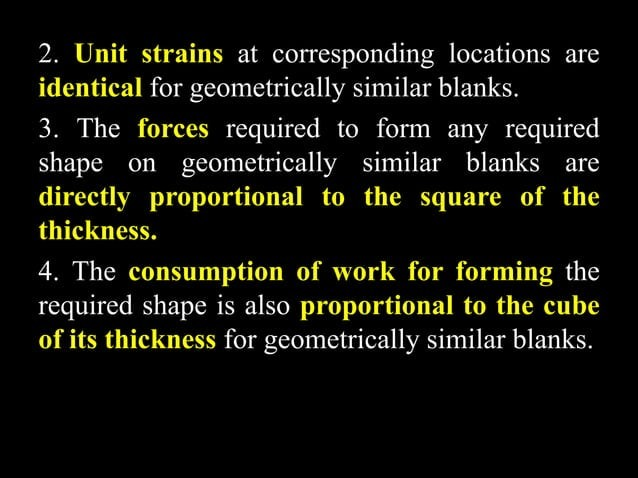 2. Unit strains at corresponding locations are
identical for geometrically similar blanks.
3. The forces required to form any required
shape on geometrically similar blanks are
directly proportional to the square of the
thickness.
4. The consumption of work for forming the
required shape is also proportional to the cube
of its thickness for geometrically similar blanks.